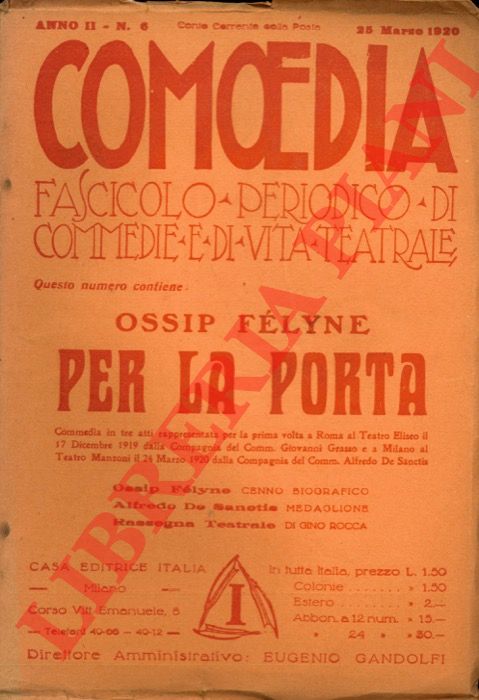 ANNO II - N. 6 Conto Corrente della Posta 25 Marzo 1920
COMŒDIA
FASCICOLO · PERIODICO · DI
COMMEDIE · E · DI · VITA · TEATRALE
Questo numero contiene:
OSSIP FÉLYNE
PER LA PORTA
Commedia in tre atti rappresentata per la prima volta a Roma al Teatro Eliseo il
17 Dicembre 1919 dalla Compagnia del Comm. Giovanni Grasso e a Milano al
Teatro Manzoni il 24 Marzo 1920 dalla Compagnia del Comm. Alfredo De Sanctis
Ossip Félyne CENNO BIOGRAFICO
Alfredo De Sanctis MEDAGLIONE
Rassegna Teatrale DI GINO ROCCA
CASA EDITRICE ITALIA
— Milano —
Corso Vitt. Emanuele, 8
— Telefoni 40-66 - 40-12 —
I
In tutta Italia, prezzo L. 1.50
Colonie . . . . . . . » 1.50
Estero . . . . . . . » 2.—
Abbon. a 12 num. » 15.—
» 24 » » 30.—
Direttore Amministrativo: EUGENIO GANDOLFI
LIBRERIA PIANI